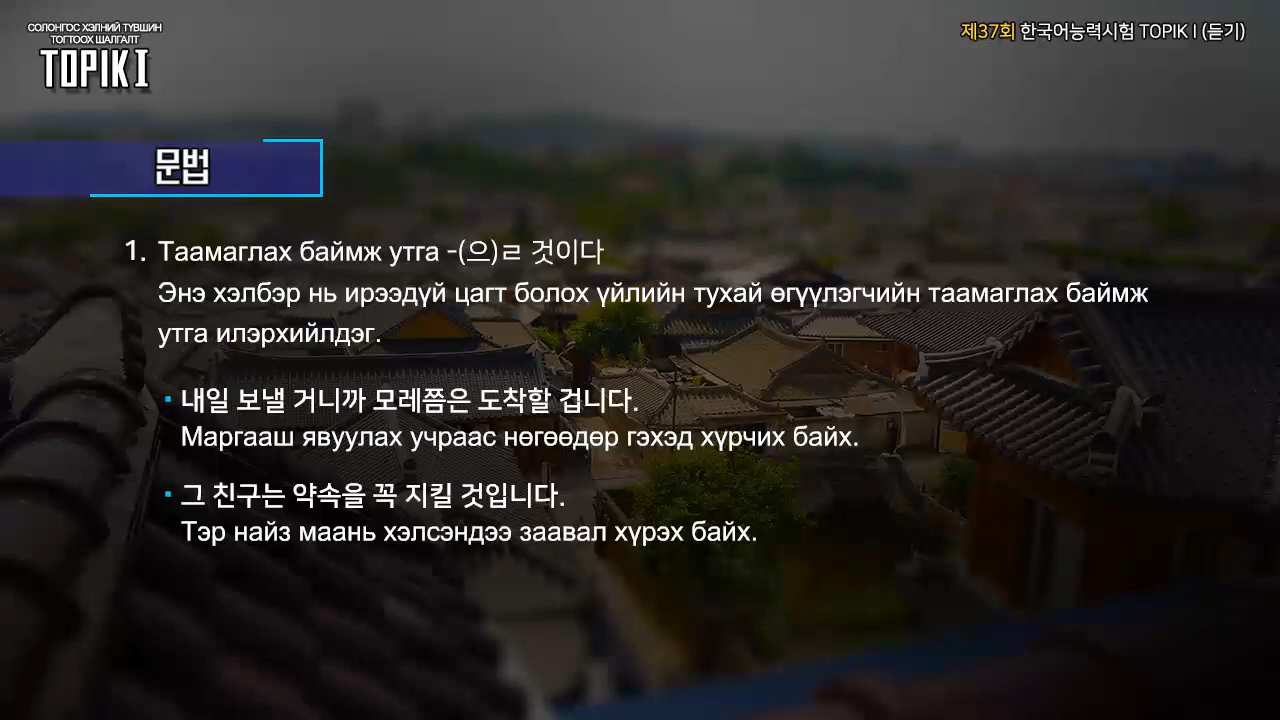 СОЛОНГОС ХЭЛНИЙ ТҮВШИН
ТОГТООХ ШАЛГАЛТ
TOPIK I
제37회 한국어능력시험 TOPIK I (듣기)
문법
1. Таамаглах баймж утга -(으)ㄹ 것이다
Энэ хэлбэр нь ирээдүй цагт болох үйлийн тухай өгүүлэгчийн таамаглах баймж
утга илэрхийлдэг.
· 내일 보낼 거니까 모레쯤은 도착할 겁니다.
Маргааш явуулах учраас нөгөөдөр гэхэд хүрчих байх.
· 그 친구는 약속을 꼭 지킬 것입니다.
Тэр найз маань хэлсэндээ заавал хүрэх байх.